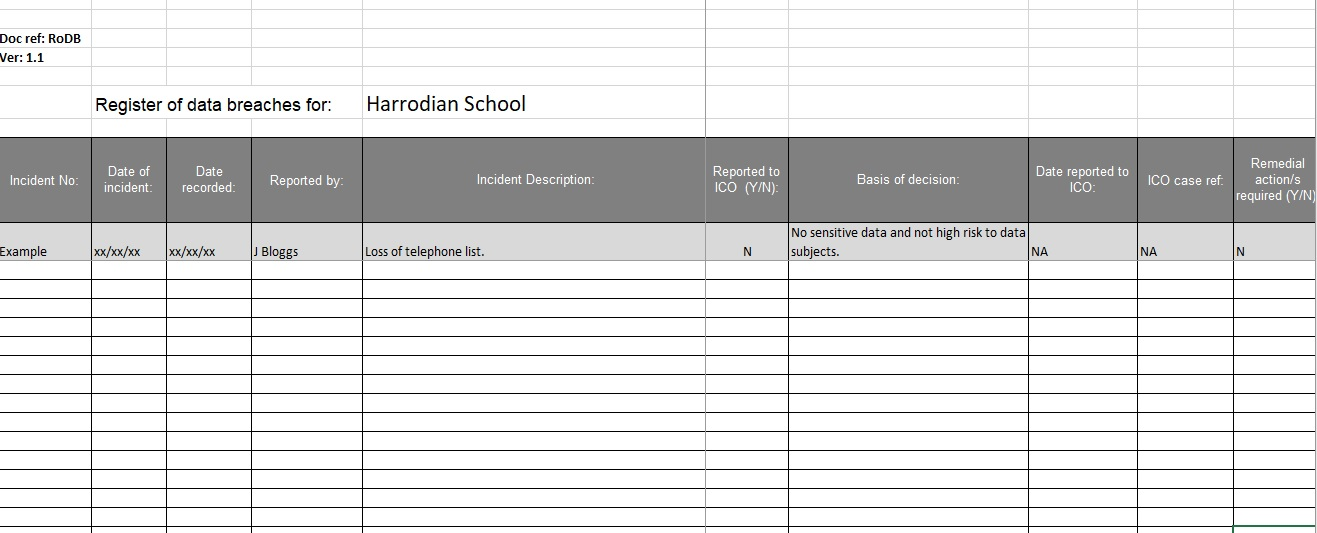 Doc ref: RoDB
Ver: 1.1
Register of data breaches for: Harrodian School
Incident No:
Date of
incident:
Date
recorded:
Reported by:
Incident Description:
Reported to
ICO (Y/N):
Basis of decision:
Date reported to
ICO:
ICO case ref:
Remedial
action/s
required (Y/N)
Example
xx/xx/xx
xx/xx/xx
J Bloggs
Loss of telephone list.
N
No sensitive data and not high risk to data
subjects.
NA
NA
N